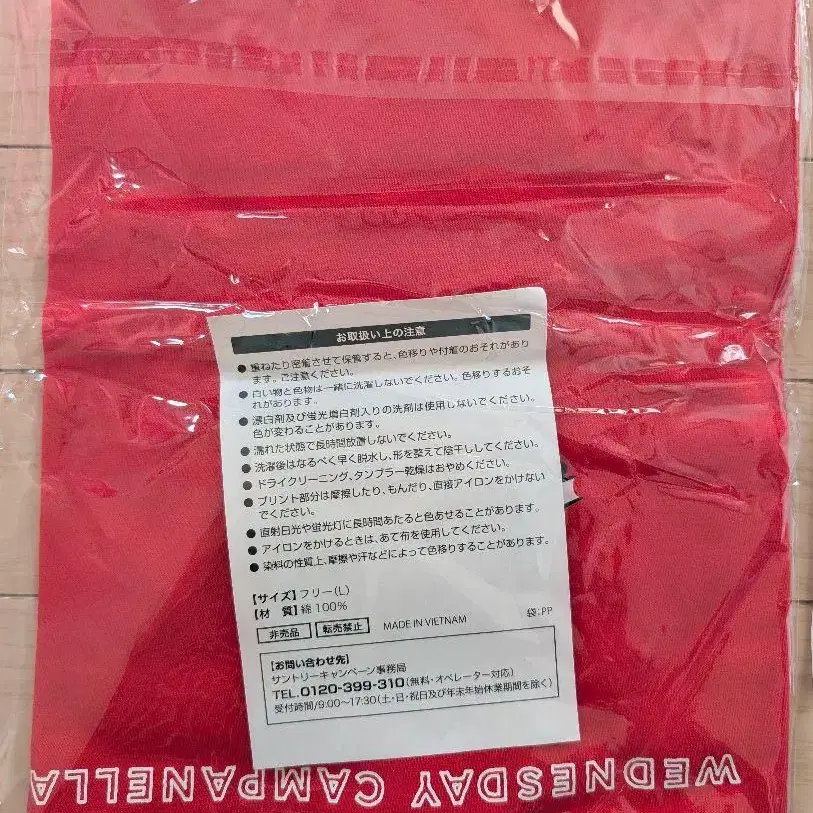 お取扱い上の注意
● 重ねたり密着させて保管すると、色移りや付着のおそれがあり
ます。ご注意ください。
● 白い物と色物は一緒に洗濯しないでください。色移りするおそ
れがあります。
● 漂白剤及び蛍光増白剤入りの洗剤は使用しないでください。
色が変わることがあります。
● 濡れた状態で長時間放置しないでください。
● 洗濯後はなるべく早く脱水し、形を整えて陰干ししてください。
● ドライクリーニング、タンブラー乾燥はおやめください。
● プリント部分は摩擦したり、もんだり、直接アイロンをかけない
でください。
● 直射日光や蛍光灯に長時間あたると色あせることがあります。
● アイロンをかけるときは、あて布を使用してください。
● 染料の性質上、摩擦や汗などによって色移りすることがあります。
【サイズ】フリー(L)
【材 質】綿 100%
非売品 転売禁止 MADE IN VIETNAM 袋:PP
【お問い合わせ先】
サントリーキャンペーン事務局
TEL.0120-399-310(無料・オペレーター対応)
受付時間/9:00〜17:30(土・日・祝日及び年末年始休業期間を除く)
WEDNESDAY CAMPANELLA